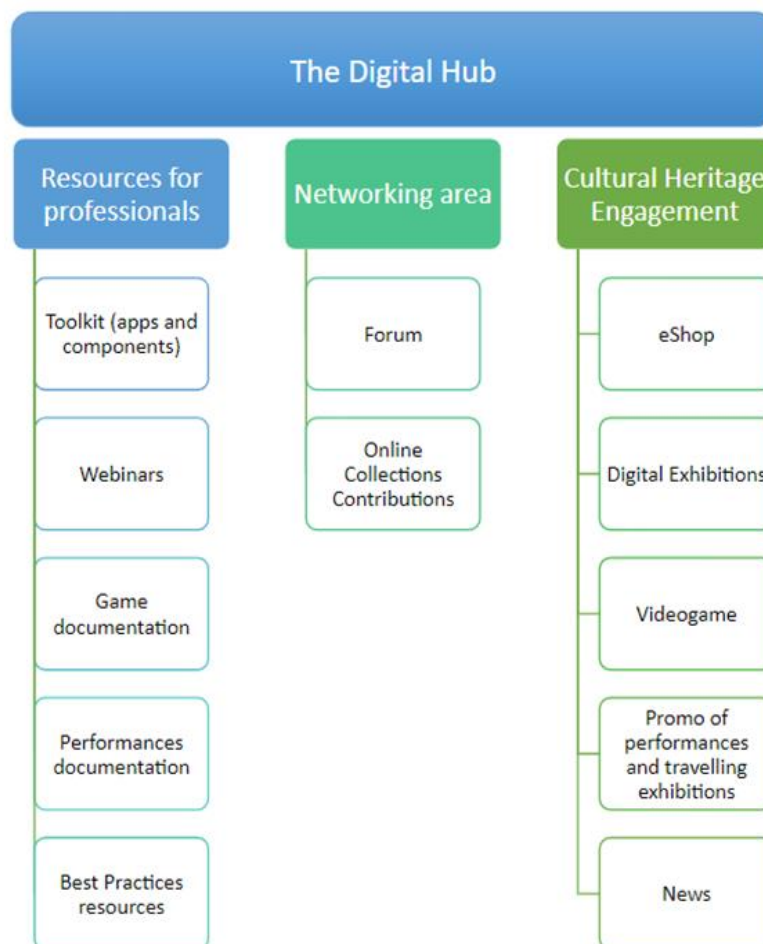 The Digital Hub
Resources for
professionals
Toolkit (apps and
components)
Webinars
Game
documentation
Performances
documentation
Best Practices
resources
Networking area
Forum
Online
Collections
Contributions
Cultural Heritage
Engagement
eShop
Digital Exhibitions
Videogame
Promo of
performances
and travelling
exhibitions
News